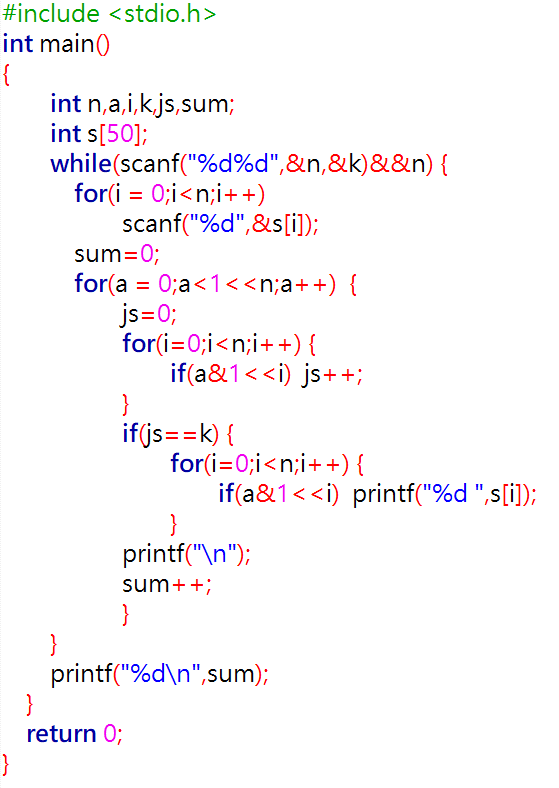 #include <stdio.h>
int main()
{
int n,a,i,k,js,sum;
int s[50];
while(scanf("%d%d",&n,&k)&&n) {
for(i = 0;i<n;i++)
scanf("%d",&s[i]);
sum=0;
for(a = 0;a<1<<n;a++) {
js=0;
for(i=0;i<n;i++) {
if(a&1<<i) js++;
}
if(js==k) {
for(i=0;i<n;i++) {
if(a&1<<i) printf("%d ",s[i]);
}
printf("\n");
sum++;
}
}
printf("%d\n",sum);
}
return 0;
}